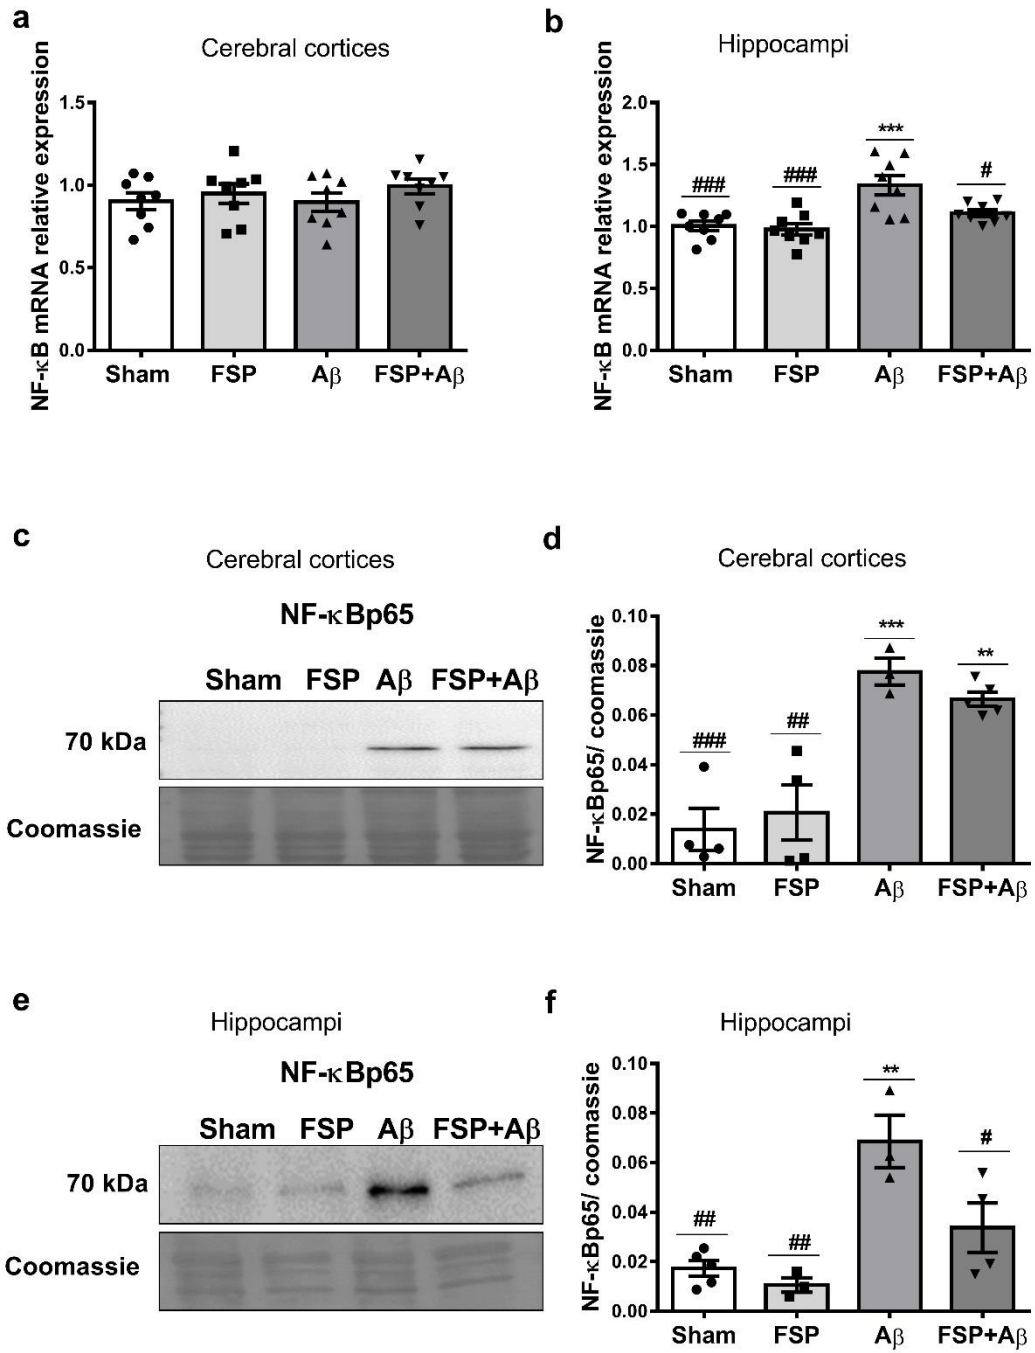 a
Cerebral cortices
NF-κB mRNA relative expression
1.5
1.0
0.5
0.0
Sham FSP Aβ FSP+Aβ
b
Hippocampi
NF-κB mRNA relative expression
2.0
1.5
1.0
0.5
0.0
### ### *** #
Sham FSP Aβ FSP+Aβ
c
Cerebral cortices
NF-κBp65
Sham FSP Aβ FSP+Aβ
70 kDa
Coomassie
d
Cerebral cortices
NF-κBp65/ coomassie
0.10
0.08
0.06
0.04
0.02
0.00
### ## *** **
Sham FSP Aβ FSP+Aβ
e
Hippocampi
NF-κBp65
Sham FSP Aβ FSP+Aβ
70 kDa
Coomassie
f
Hippocampi
NF-κBp65/ coomassie
0.10
0.08
0.06
0.04
0.02
0.00
## ## ** #
Sham FSP Aβ FSP+Aβ